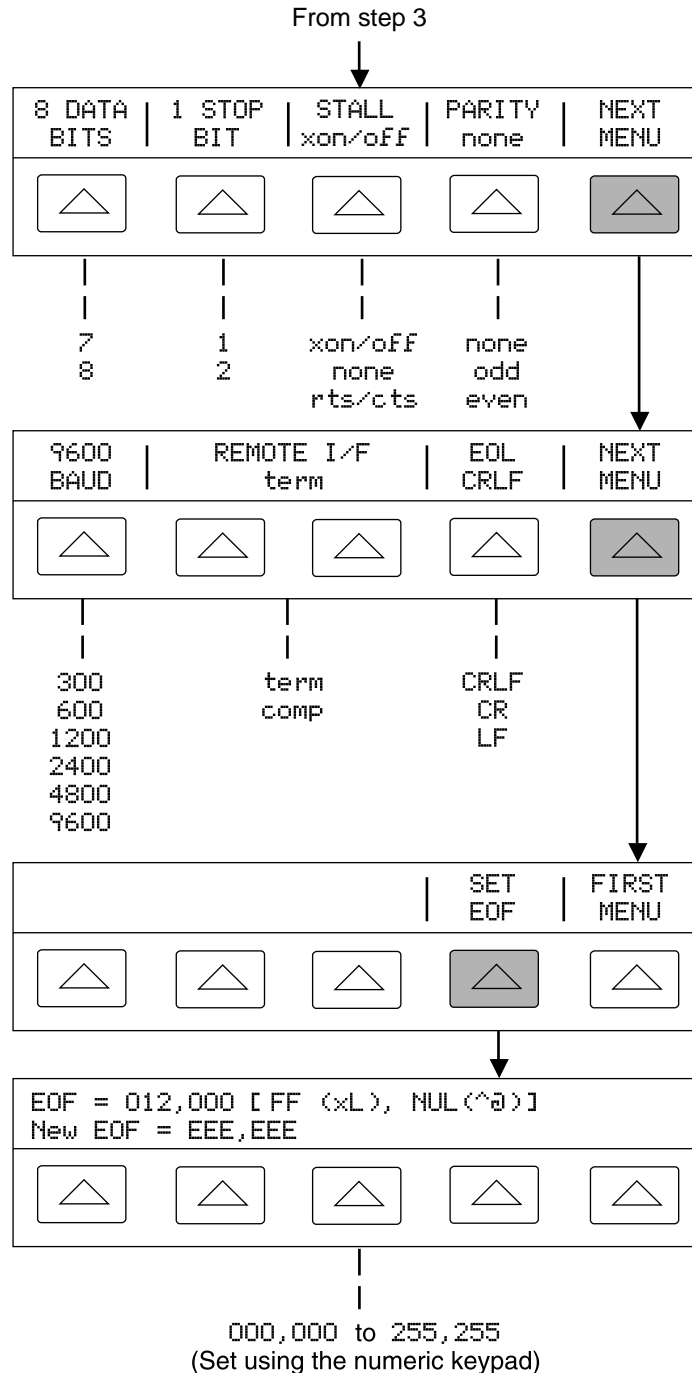 From step 3
8 DATA | 1 STOP | STALL | PARITY | NEXT
BITS | BIT | xon/off | none | MENU
7 1 xon/off none
8 2 none odd
rts/cts even
9600 | REMOTE I/F | EOL | NEXT
BAUD | term | CRLF | MENU
300 term CRLF
600 comp CR
1200 LF
2400
4800
9600
| SET | FIRST
| EOF | MENU
EOF = 012,000 [FF (xL), NUL(^@)]
New EOF = EEE,EEE
000,000 to 255,255
(Set using the numeric keypad)